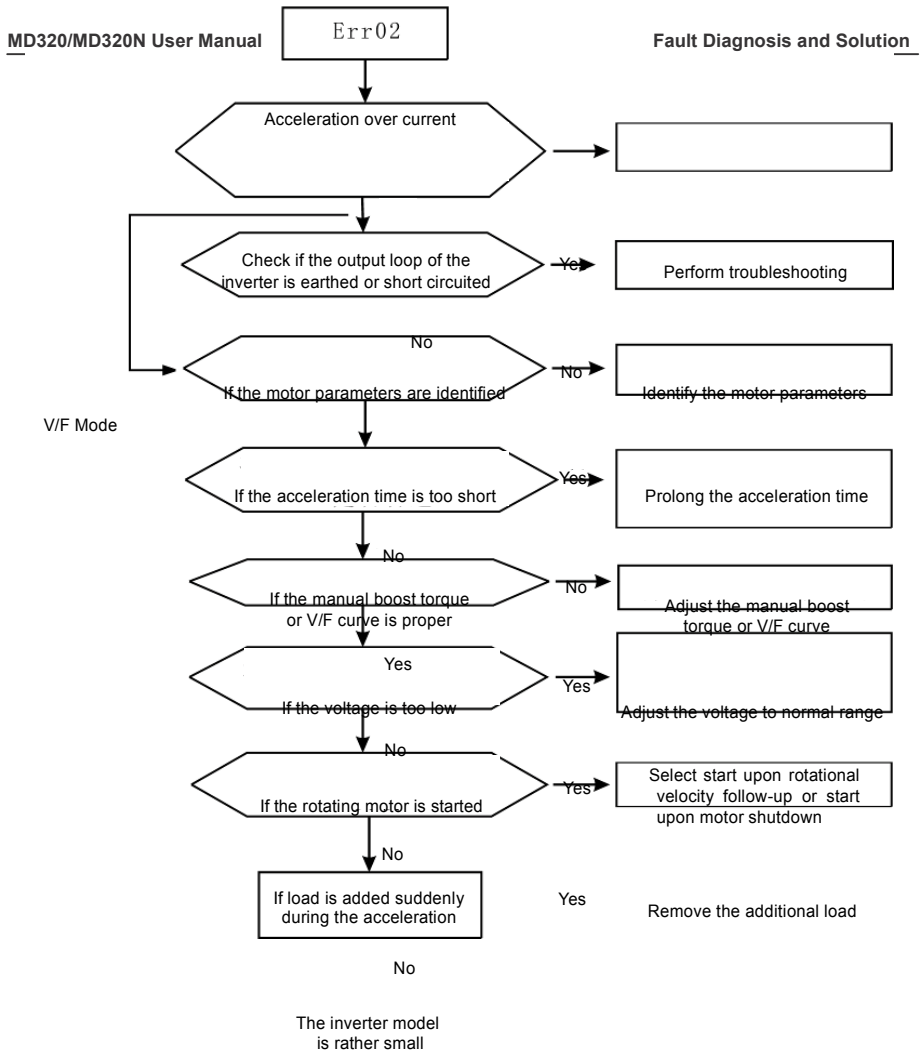 MD320/MD320N User Manual
Err02
Fault Diagnosis and Solution
Acceleration over current
Check if the output loop of the
inverter is earthed or short circuited
Yes
Perform troubleshooting
No
If the motor parameters are identified
No
Identify the motor parameters
V/F Mode
If the acceleration time is too short
Yes
Prolong the acceleration time
No
If the manual boost torque
or V/F curve is proper
No
Adjust the manual boost
torque or V/F curve
Yes
If the voltage is too low
Yes
Adjust the voltage to normal range
No
If the rotating motor is started
Yes
Select start upon rotational
velocity follow-up or start
upon motor shutdown
No
If load is added suddenly
during the acceleration
Yes
Remove the additional load
No
The inverter model
is rather small